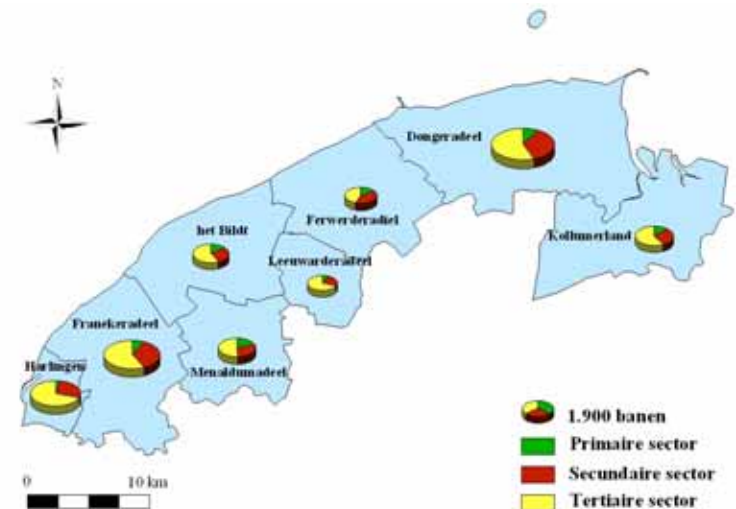 N
Dongeradeel
Ferwerderadiel
het Bildt
Kollumerland
Leeuwarderadeel
Franekeradeel
Harlingen
Menaldumadeel
1.900 banen
Primaire sector
Secundaire sector
Tertiaire sector
0 10 km